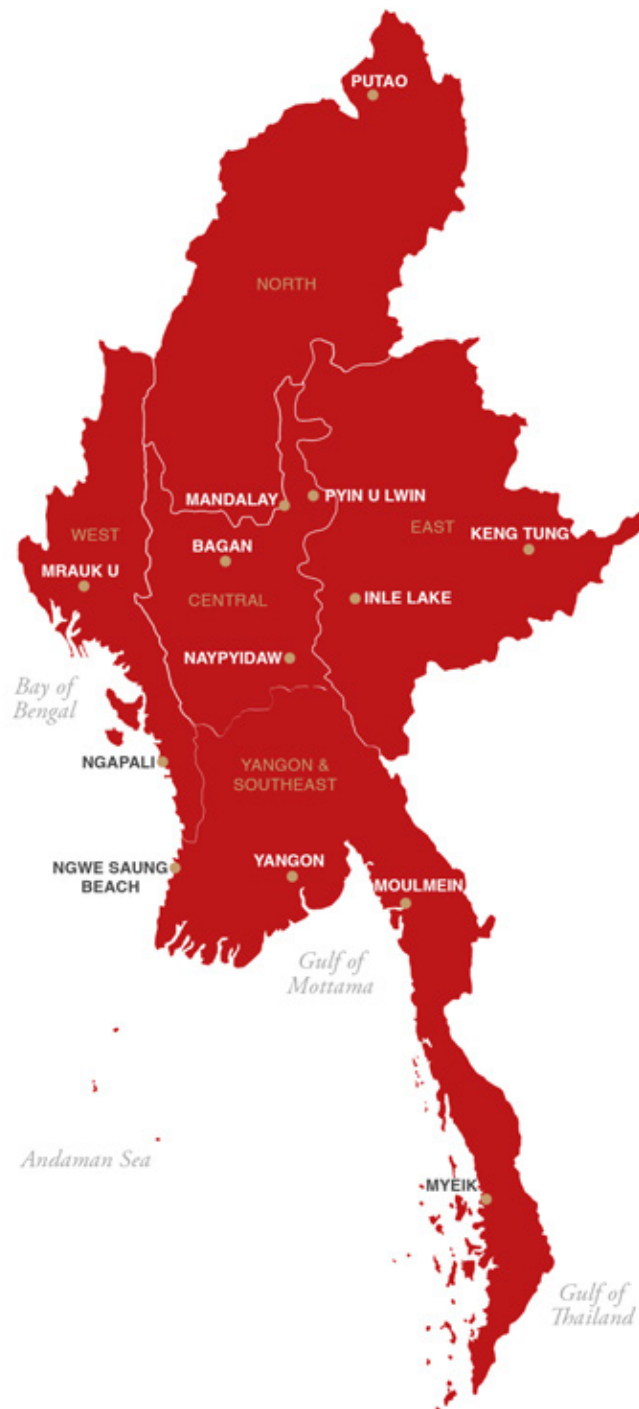 PUTAO
NORTH
MANDALAY
PYIN U LWIN
WEST
EAST
KENG TUNG
BAGAN
MRAUK U
CENTRAL
INLE LAKE
NAYPYIDAW
Bay of
Bengal
NGAPALI
YANGON &
SOUTHEAST
NGWE SAUNG
BEACH
YANGON
MOULMEIN
Gulf of
Mottama
Andaman Sea
MYEIK
Gulf of
Thailand